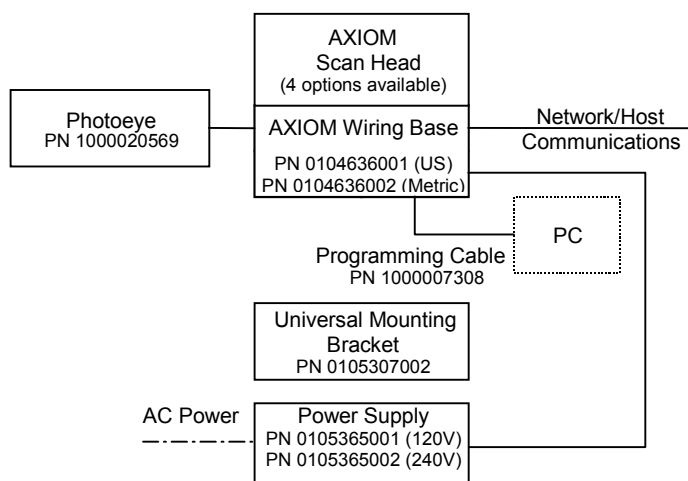 AXIOM
Scan Head
(4 options available)
Photoeye
PN 1000020569
AXIOM Wiring Base
PN 0104636001 (US)
PN 0104636002 (Metric)
Network/Host
Communications
PC
Programming Cable
PN 1000007308
Universal Mounting
Bracket
PN 0105307002
AC Power
Power Supply
PN 0105365001 (120V)
PN 0105365002 (240V)